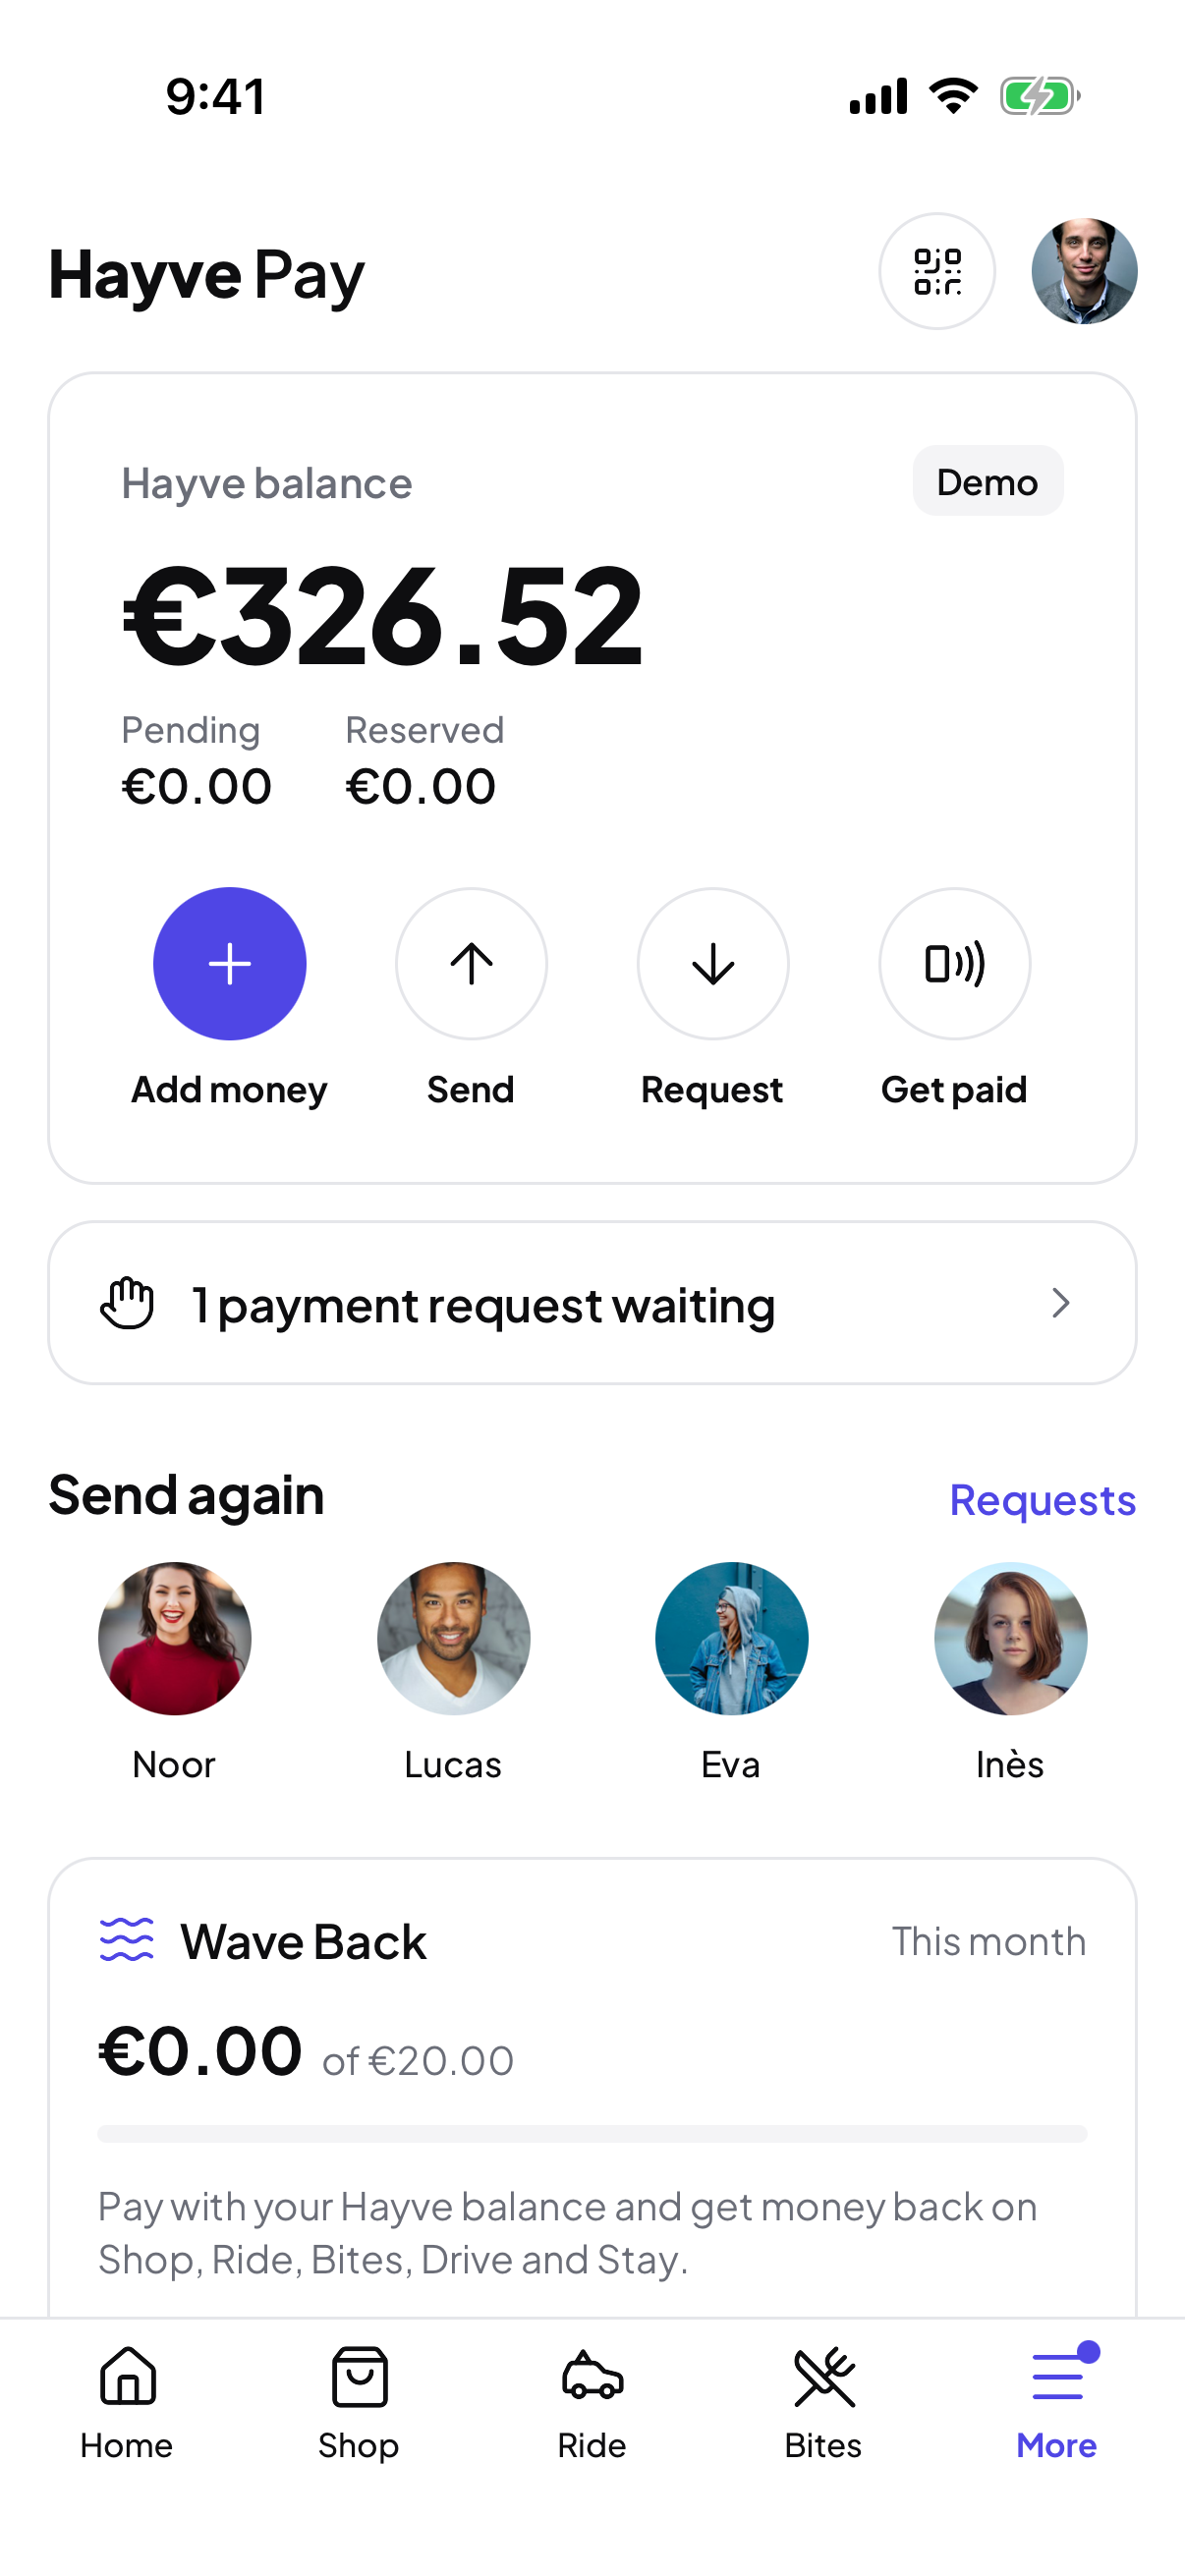 9:41
Hayve Pay
Hayve balance
Demo
€326.52
Pending
Reserved
€0.00
€0.00
Add money
Send
Request
Get paid
1 payment request waiting
Send again
Requests
Noor
Lucas
Eva
Inès
Wave Back
This month
€0.00 of €20.00
Pay with your Hayve balance and get money back on
Shop, Ride, Bites, Drive and Stay.
Home
Shop
Ride
Bites
More